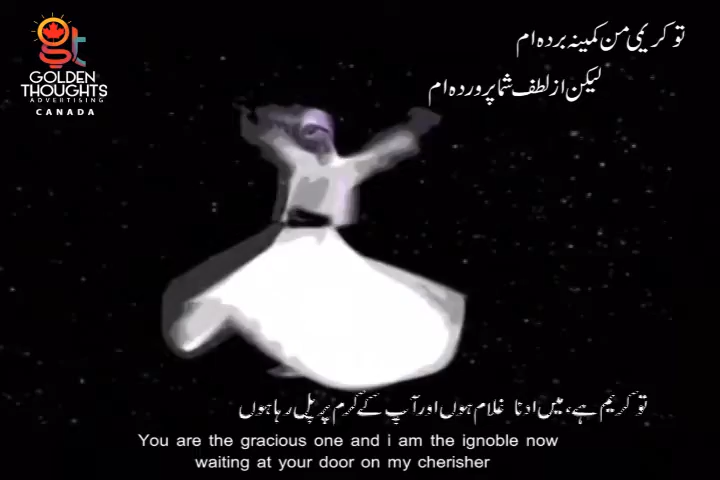 GOLDEN
THOUGHTS
ADVERTISING
CANADA
تو کریمی من کمینہ بردہ ام
لیکن از لطف شما پروردہ ام
تو کریم ہے، میں ادنا غلام ہوں اور آپ کے کرم پر پل رہا ہوں
You are the gracious one and i am the ignoble now
waiting at your door on my cherisher